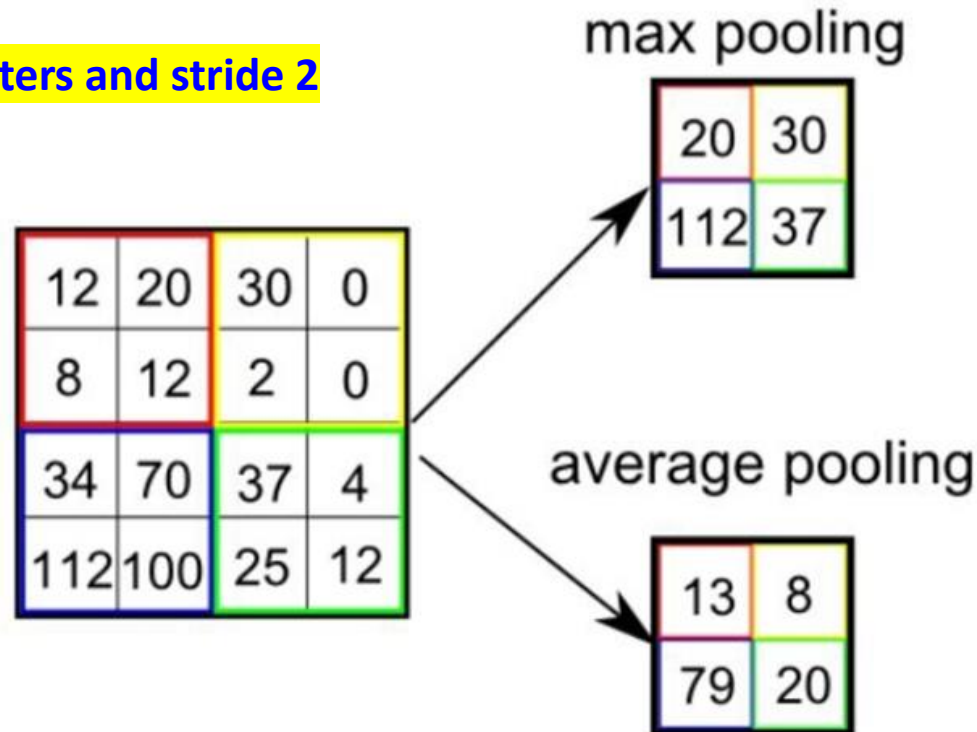 max pooling
ters and stride 2
20 30
112 37
12 20 30 0
8 12 2 0
34 70 37 4
112 100 25 12
average pooling
13 8
79 20